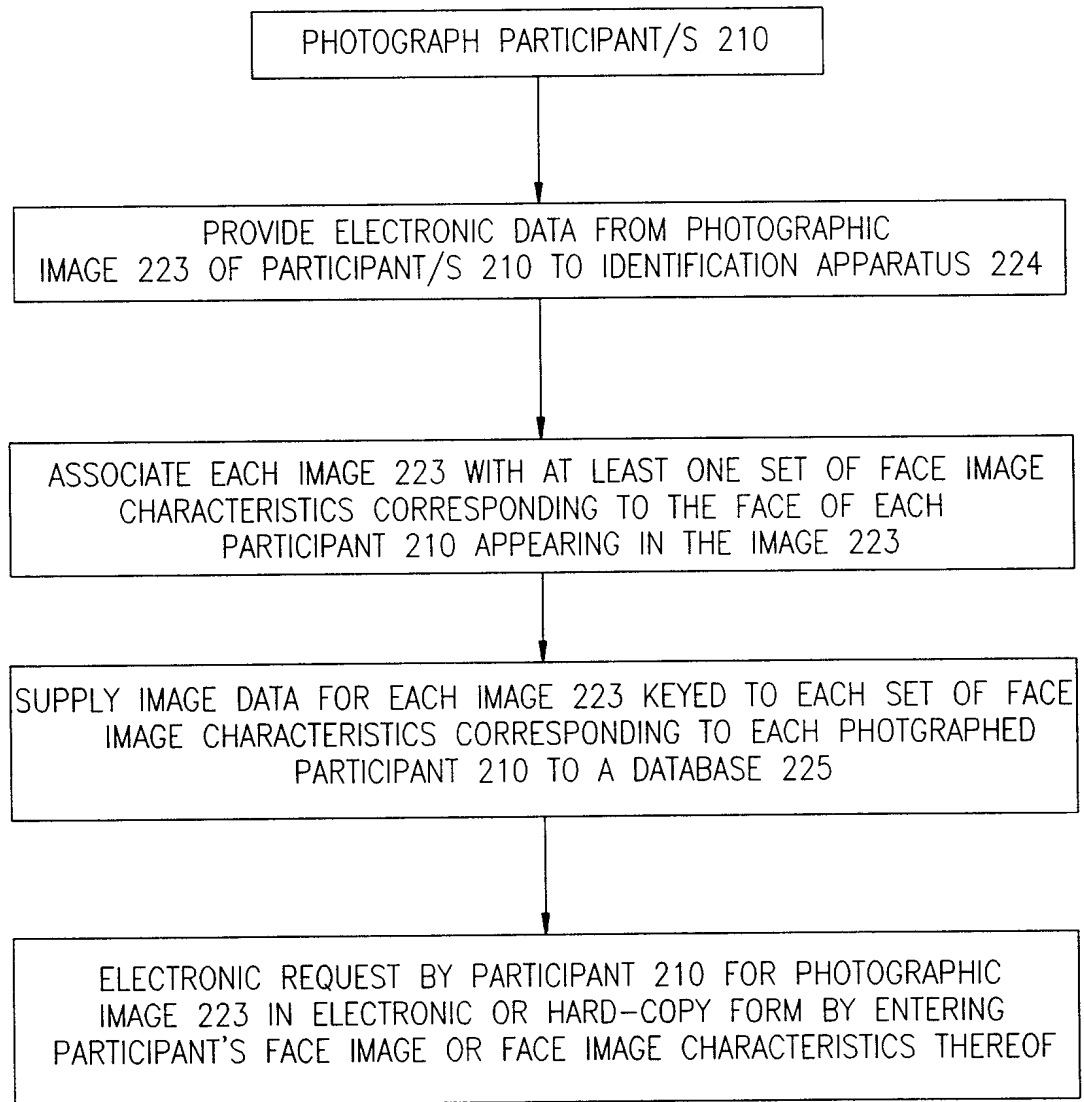 PHOTOGRAPH PARTICIPANT/S 210
PROVIDE ELECTRONIC DATA FROM PHOTOGRAPHIC
IMAGE 223 OF PARTICIPANT/S 210 TO IDENTIFICATION APPARATUS 224
ASSOCIATE EACH IMAGE 223 WITH AT LEAST ONE SET OF FACE IMAGE
CHARACTERISTICS CORRESPONDING TO THE FACE OF EACH
PARTICIPANT 210 APPEARING IN THE IMAGE 223
SUPPLY IMAGE DATA FOR EACH IMAGE 223 KEYED TO EACH SET OF FACE
IMAGE CHARACTERISTICS CORRESPONDING TO EACH PHOTGRAPHED
PARTICIPANT 210 TO A DATABASE 225
ELECTRONIC REQUEST BY PARTICIPANT 210 FOR PHOTOGRAPHIC
IMAGE 223 IN ELECTRONIC OR HARD-COPY FORM BY ENTERING
PARTICIPANT'S FACE IMAGE OR FACE IMAGE CHARACTERISTICS THEREOF